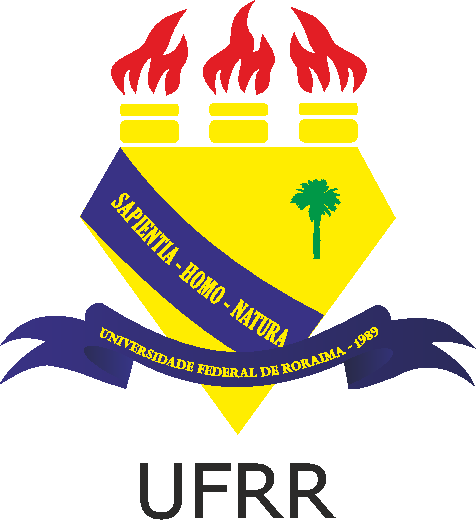 SAPIENTIA - HOMO - NATURA
UNIVERSIDADE FEDERAL DE RORAIMA - 1989
UFRR